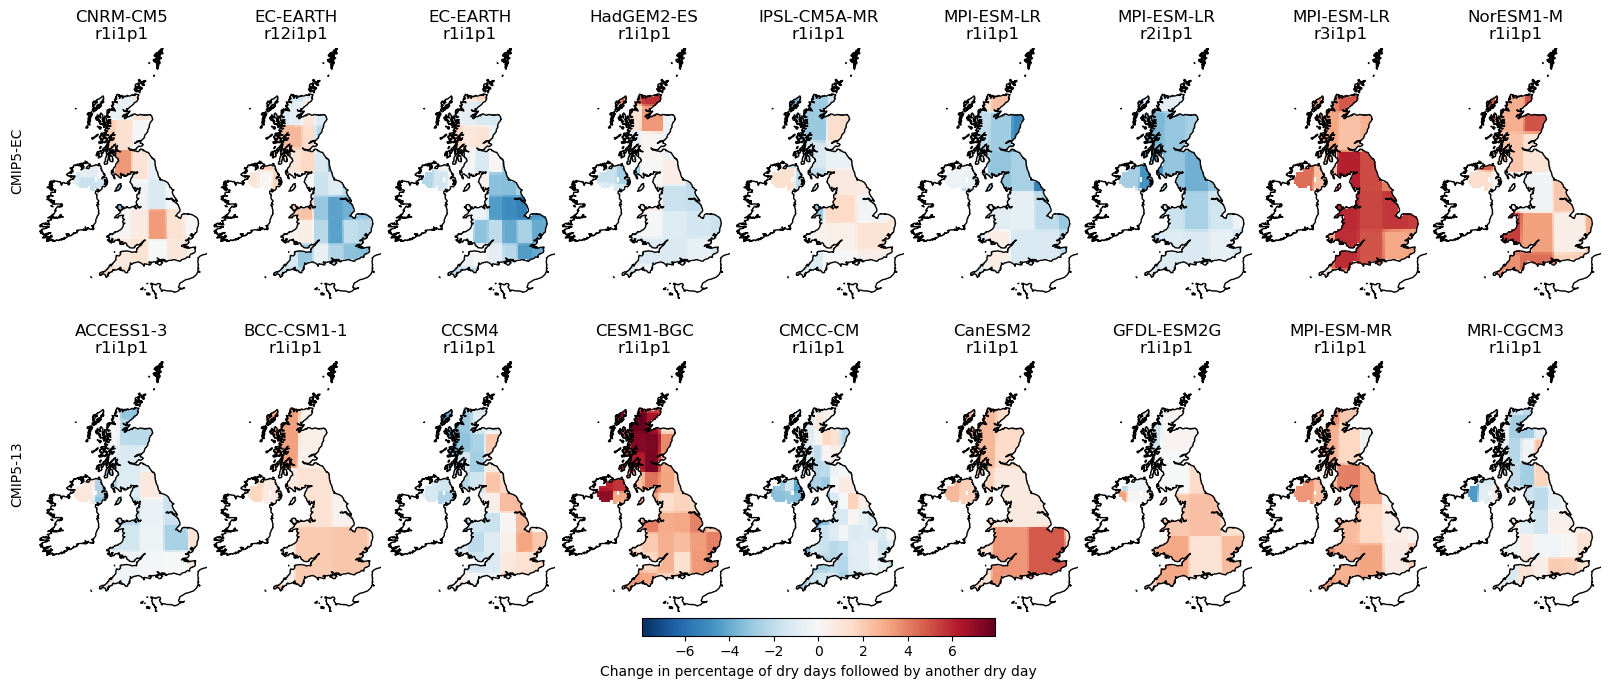 CNRM-CM5 EC-EARTH EC-EARTH HadGEM2-ES IPSL-CM5A-MR MPI-ESM-LR MPI-ESM-LR MPI-ESM-LR NorESM1-M
r1i1p1 r12i1p1 r1i1p1 r1i1p1 r1i1p1 r1i1p1 r2i1p1 r3i1p1 r1i1p1
CMIP5-EC
ACCESS1-3 BCC-CSM1-1 CCSM4 CESM1-BGC CMCC-CM CanESM2 GFDL-ESM2G MPI-ESM-MR MRI-CGCM3
r1i1p1 r1i1p1 r1i1p1 r1i1p1 r1i1p1 r1i1p1 r1i1p1 r1i1p1 r1i1p1
CMIP5-13
−6 −4 −2 0 2 4 6
Change in percentage of dry days followed by another dry day